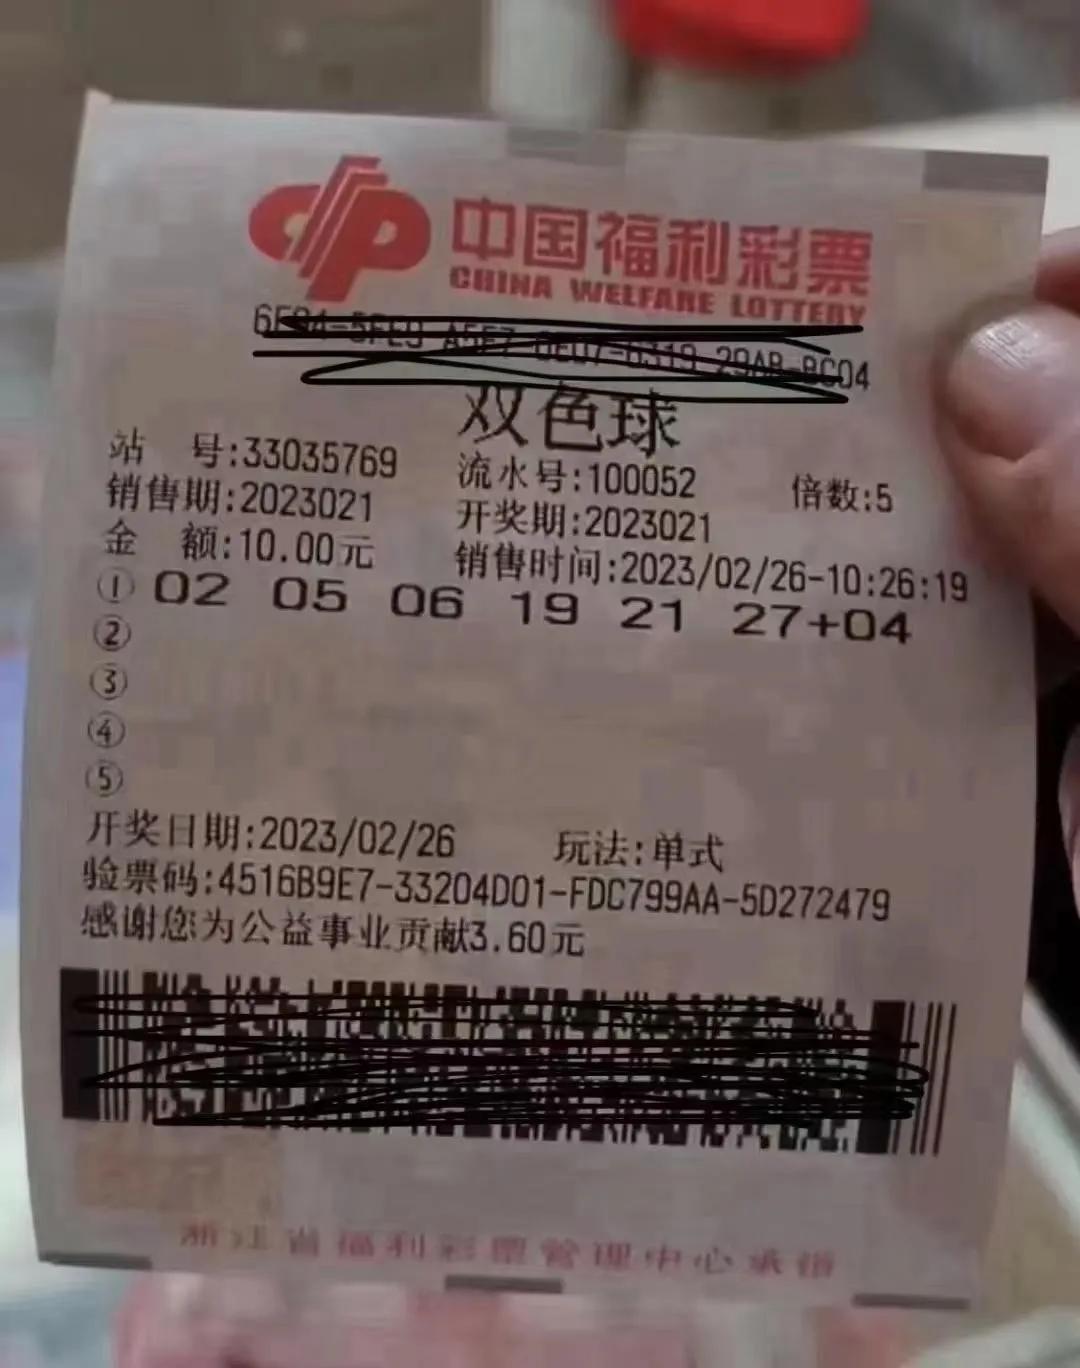 中国福利彩票
CHINA WELFARE LOTTERY
双色球
站 号:33035769 流水号:100052 倍数:5
销售期:2023021 开奖期:2023021
金 额:10.00元 销售时间:2023/02/26-10:26:19
① 02 05 06 19 21 27+04
②
③
④
⑤
开奖日期:2023/02/26 玩法:单式
验票码:4516B9E7-33204D01-FDC799AA-5D272479
感谢您为公益事业贡献3.60元
浙江省福利彩票管理中心承销